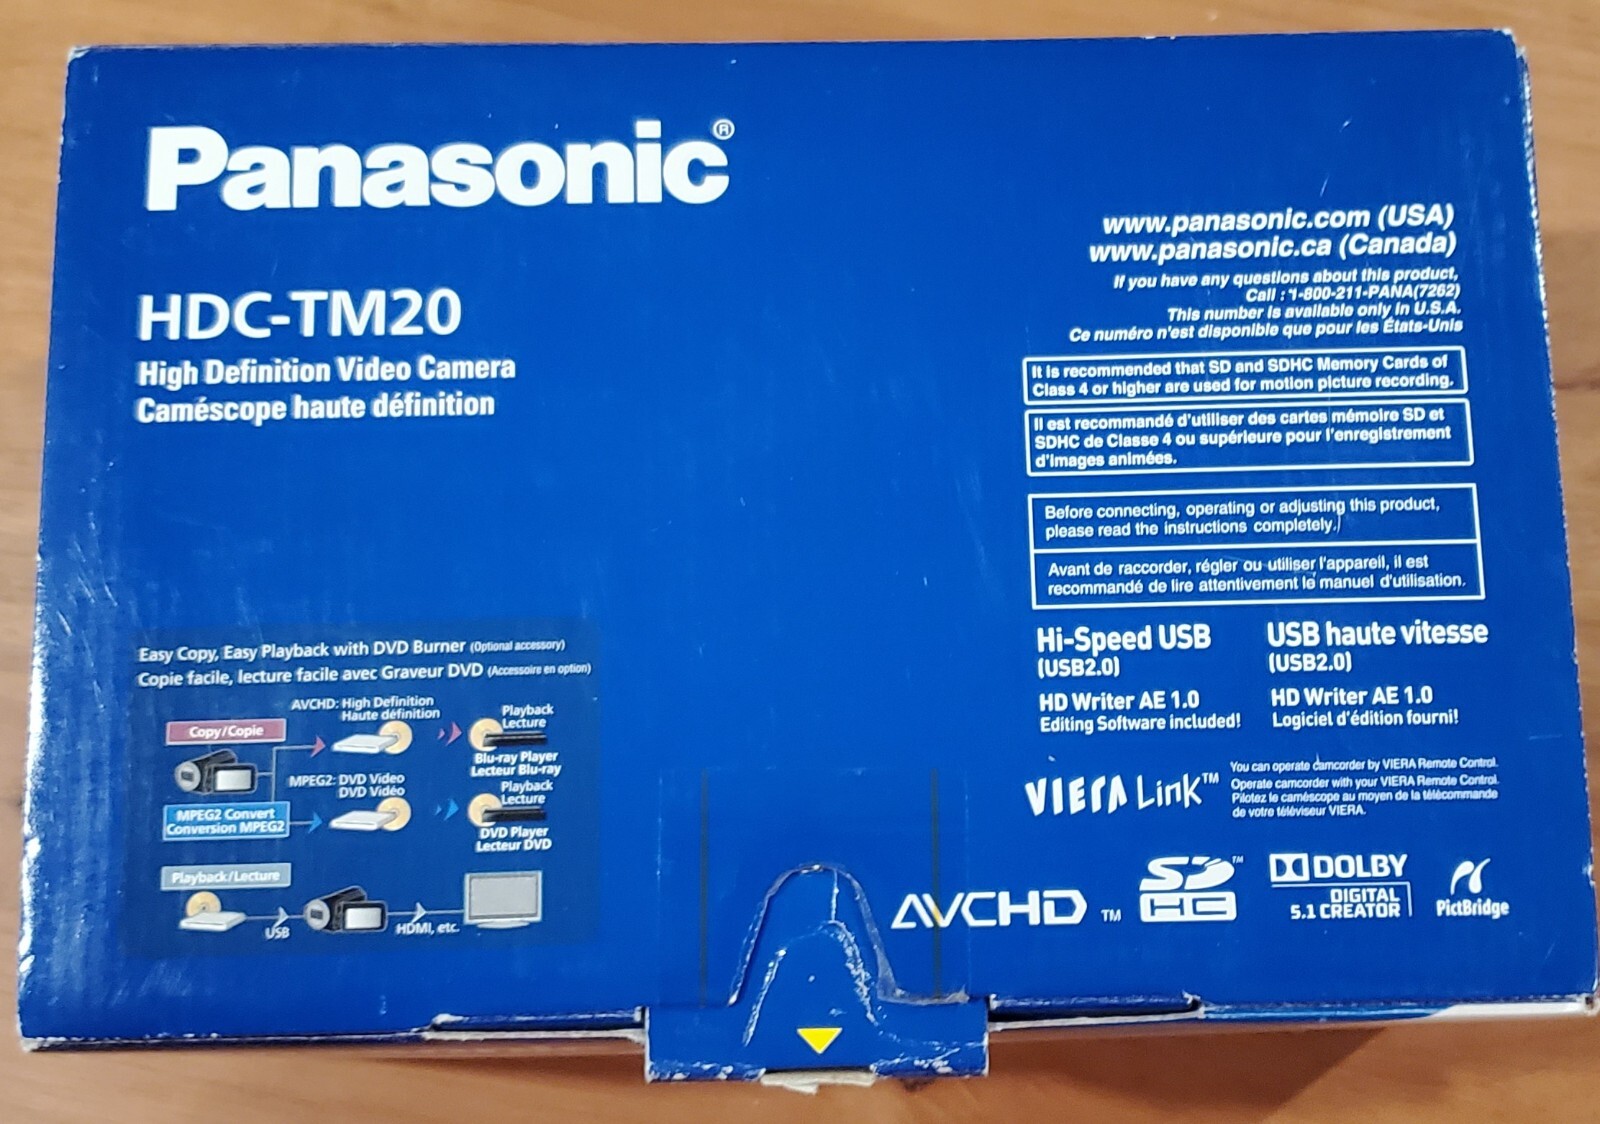 Panasonic®
HDC-TM20
High Definition Video Camera
Caméscope haute définition
www.panasonic.com (USA)
www.panasonic.ca (Canada)
If you have any questions about this product,
Call : 1-800-211-PANA(7262)
This number is available only in U.S.A.
Ce numéro n'est disponible que pour les États-Unis
It is recommended that SD and SDHC Memory Cards of
Class 4 or higher are used for motion picture recording.
Il est recommandé d'utiliser des cartes mémoire SD et
SDHC de Classe 4 ou supérieure pour l'enregistrement
d'images animées.
Before connecting, operating or adjusting this product,
please read the instructions completely.
Avant de raccorder, régler ou utiliser l'appareil, il est
recommandé de lire attentivement le manuel d'utilisation.
Hi-Speed USB
(USB2.0)
HD Writer AE 1.0
Editing Software included!
USB haute vitesse
(USB2.0)
HD Writer AE 1.0
Logiciel d'édition fourni!
VIERA Link™
You can operate camcorder by VIERA Remote Control.
Operate camcorder with your VIERA Remote Control.
Pilotez le caméscope au moyen de la télécommande
de votre téléviseur VIERA.
AVCHD TM
SD™
HC
DOLBY
DIGITAL
5.1 CREATOR
PictBridge
Easy Copy, Easy Playback with DVD Burner (Optional accessory)
Copie facile, lecture facile avec Graveur DVD (Accessoire en option)
Copy/Copie
AVCHD: High Definition
Haute définition
Playback
Lecture
Blu-ray Player
Lecteur Blu-ray
MPEG2 Convert
Conversion MPEG2
MPEG2: DVD Video
DVD Vidéo
Playback
Lecture
DVD Player
Lecteur DVD
Playback/Lecture
USB
HDMI, etc.